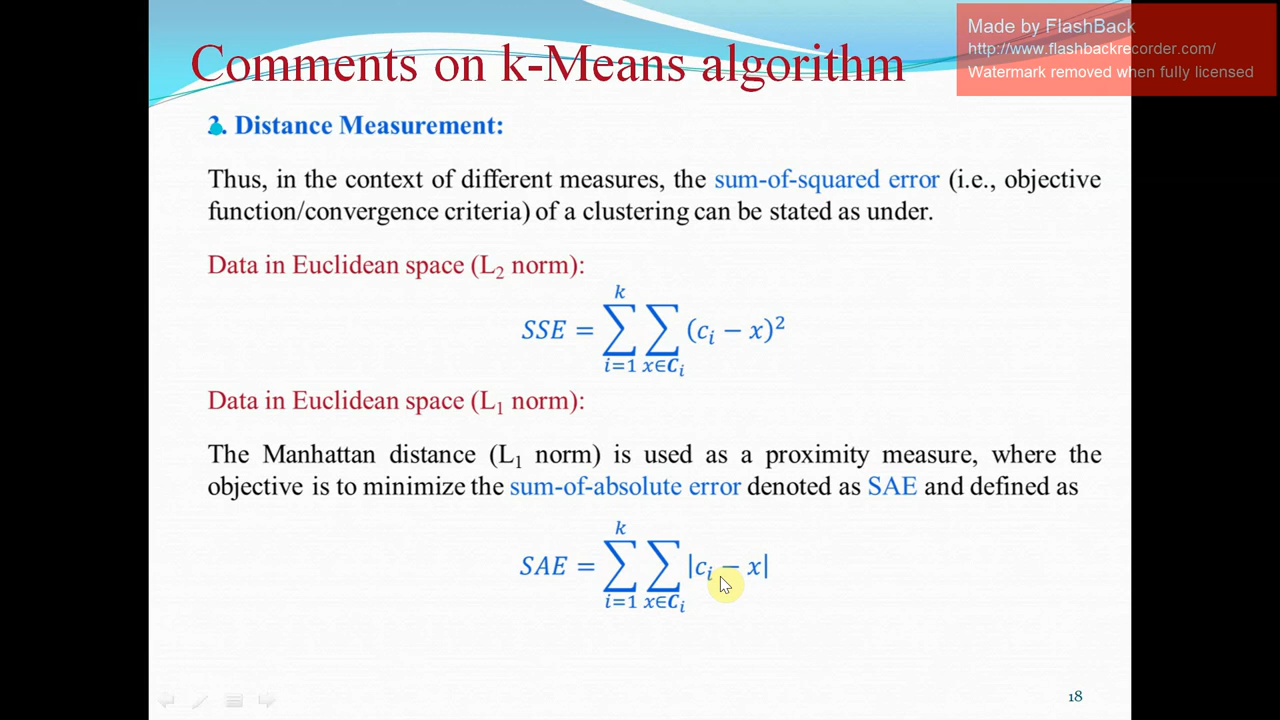 Made by FlashBack
http://www.flashbackrecorder.com/
Watermark removed when fully licensed
Comments on k-Means algorithm
Distance Measurement:
Thus, in the context of different measures, the sum-of-squared error (i.e., objective
function/convergence criteria) of a clustering can be stated as under.
Data in Euclidean space (L₂ norm):
𝑆𝑆𝐸 = ∑_{i=1}^{k} ∑_{x∈C_i} (c_i − x)²
Data in Euclidean space (L₁ norm):
The Manhattan distance (L₁ norm) is used as a proximity measure, where the
objective is to minimize the sum-of-absolute error denoted as SAE and defined as
𝑆𝐴𝐸 = ∑_{i=1}^{k} ∑_{x∈C_i} |c_i − x|
18